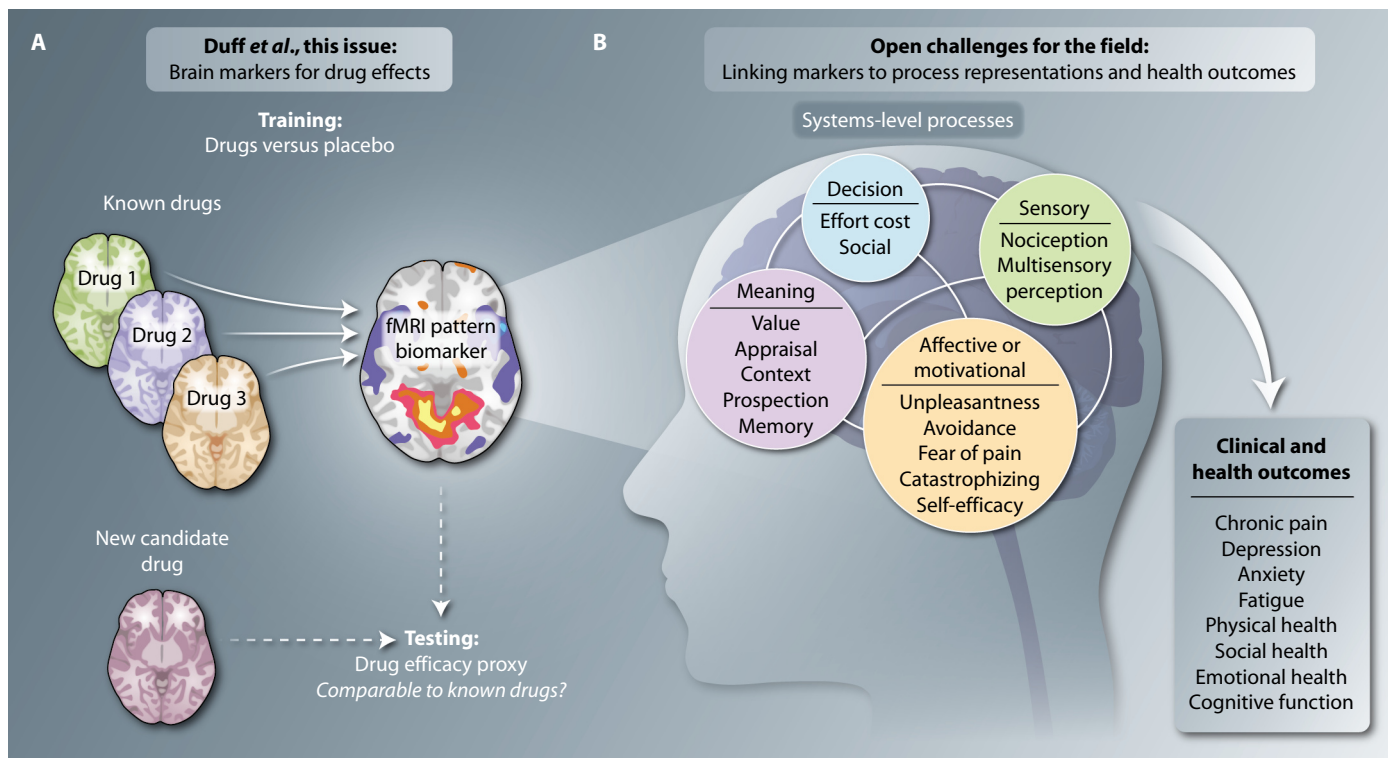 A
Duff et al., this issue:
Brain markers for drug effects
Training:
Drugs versus placebo
Known drugs
Drug 1
Drug 2
Drug 3
fMRI pattern
biomarker
New candidate
drug
Testing:
Drug efficacy proxy
Comparable to known drugs?
B
Open challenges for the field:
Linking markers to process representations and health outcomes
Systems-level processes
Decision
Effort cost
Social
Sensory
Nociception
Multisensory
perception
Meaning
Value
Appraisal
Context
Prospection
Memory
Affective or
motivational
Unpleasantness
Avoidance
Fear of pain
Catastrophizing
Self-efficacy
Clinical and
health outcomes
Chronic pain
Depression
Anxiety
Fatigue
Physical health
Social health
Emotional health
Cognitive function